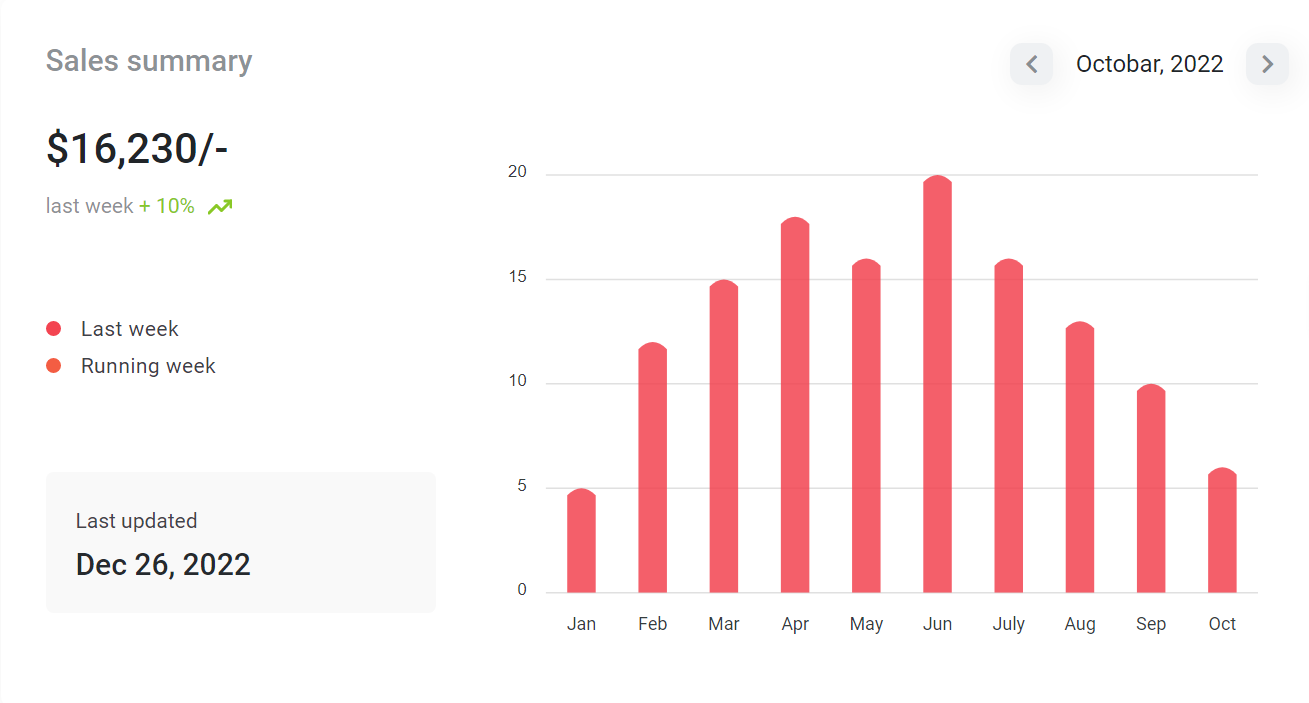 Sales summary
Octobar, 2022
$16,230/-
last week + 10%
Last week
Running week
Last updated
Dec 26, 2022
20
15
10
5
0
Jan Feb Mar Apr May Jun July Aug Sep Oct